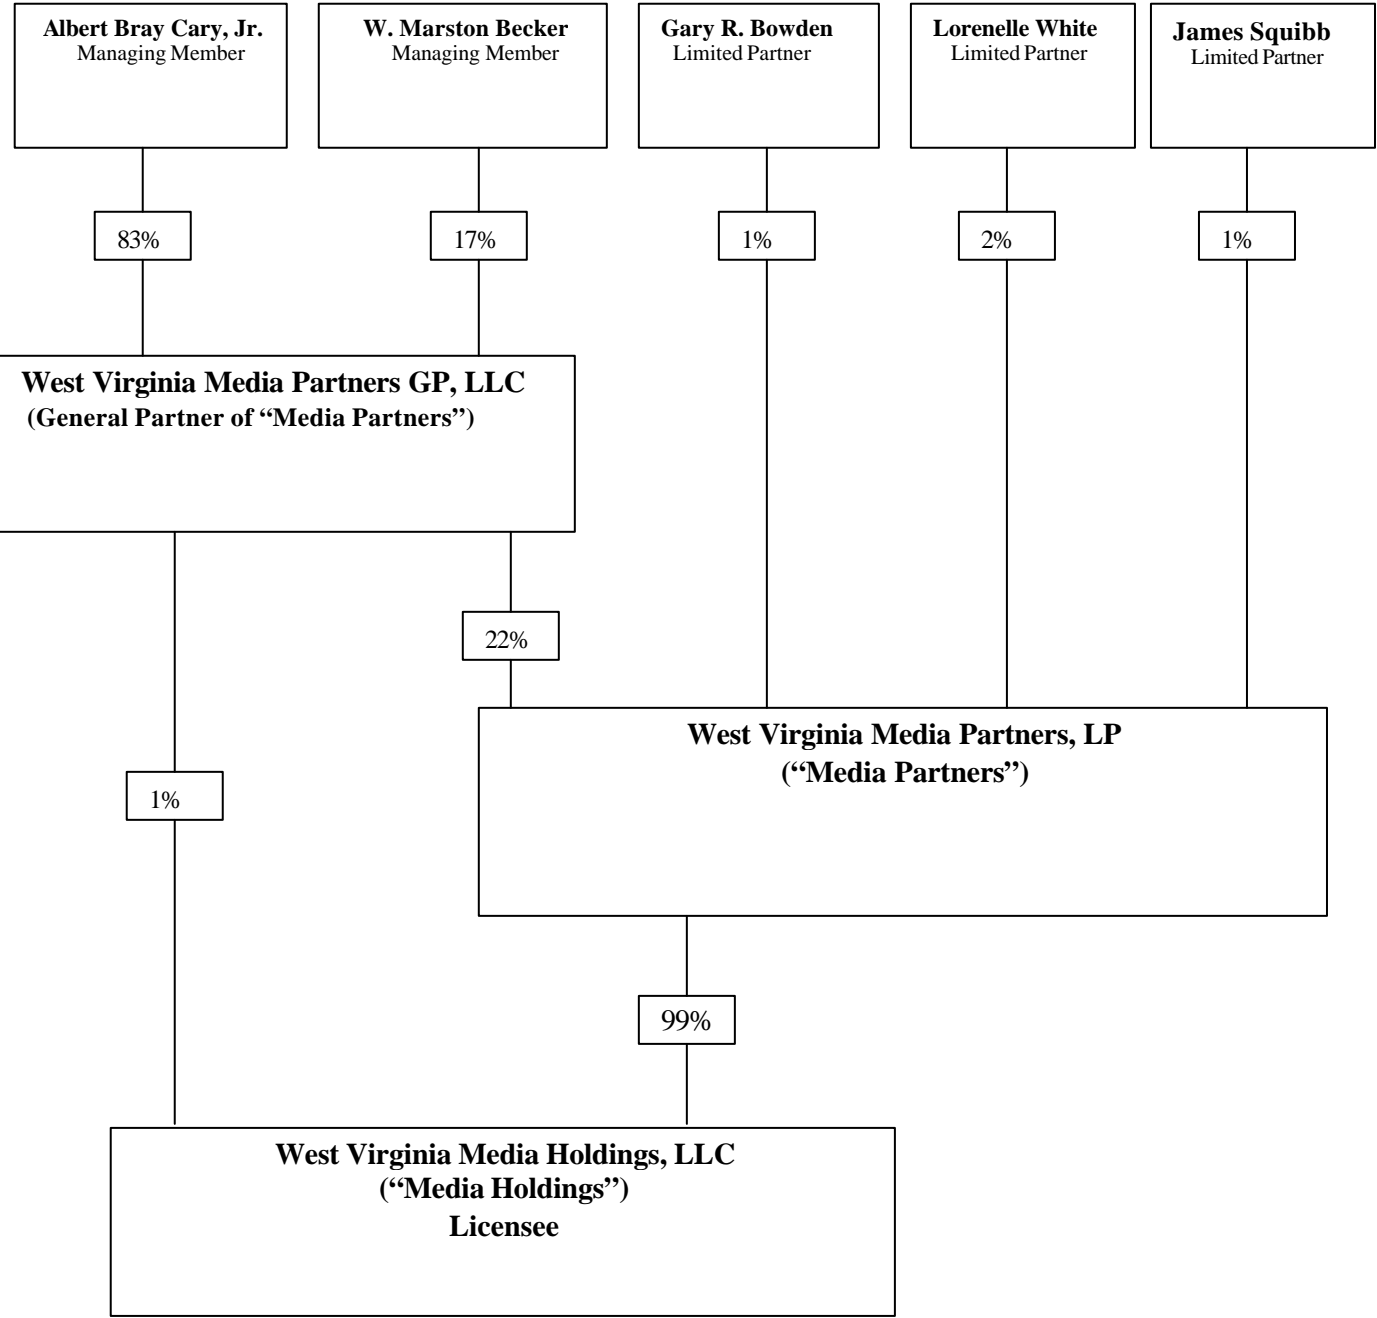 Albert Bray Cary, Jr.
Managing Member
W. Marston Becker
Managing Member
Gary R. Bowden
Limited Partner
Lorenelle White
Limited Partner
James Squibb
Limited Partner
83%
17%
1%
2%
1%
West Virginia Media Partners GP, LLC
(General Partner of “Media Partners”)
22%
West Virginia Media Partners, LP
(“Media Partners”)
1%
99%
West Virginia Media Holdings, LLC
(“Media Holdings”)
Licensee